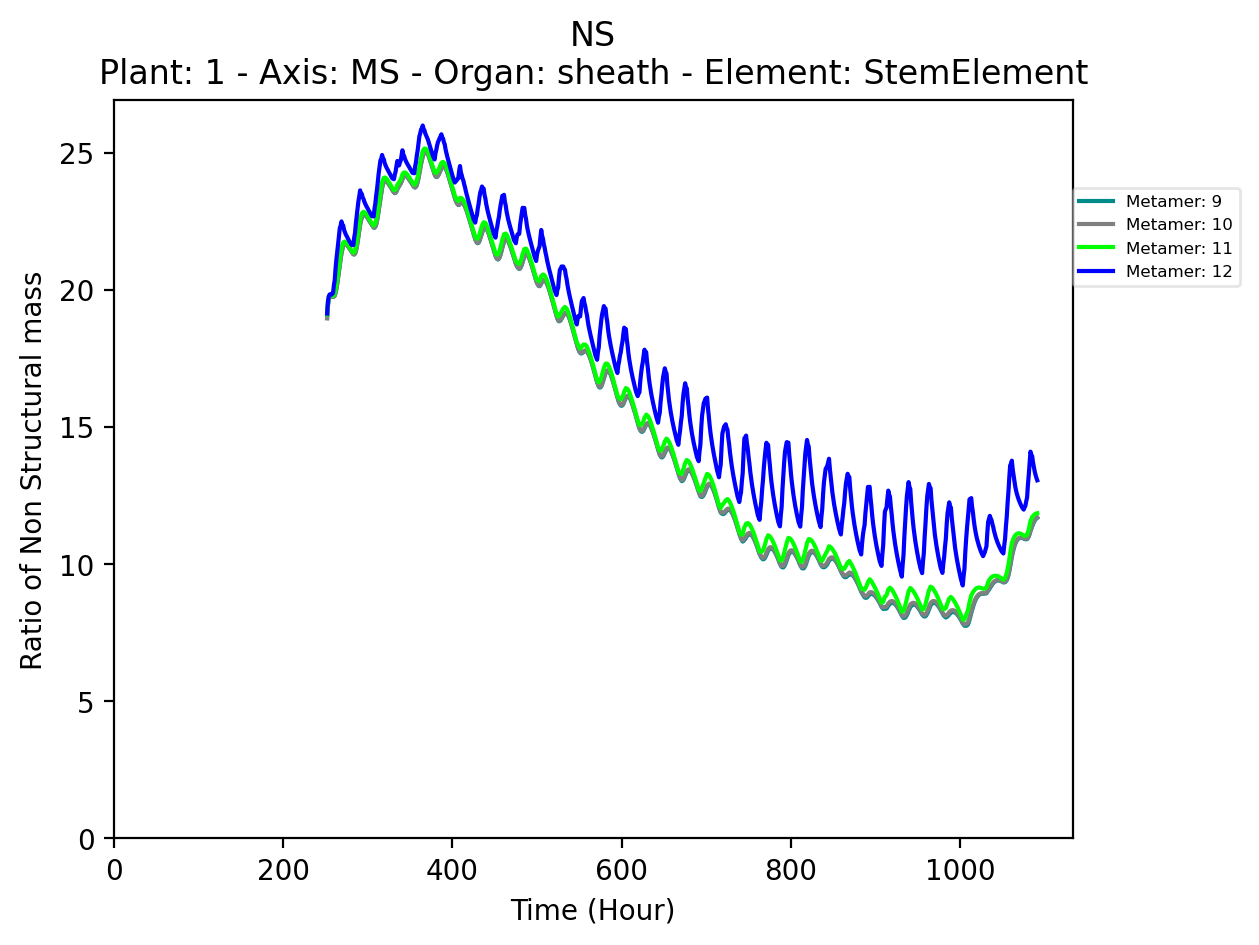 NS
Plant: 1 - Axis: MS - Organ: sheath - Element: StemElement
25
20
15
10
5
0
Ratio of Non Structural mass
0 200 400 600 800 1000
Time (Hour)
Metamer: 9
Metamer: 10
Metamer: 11
Metamer: 12